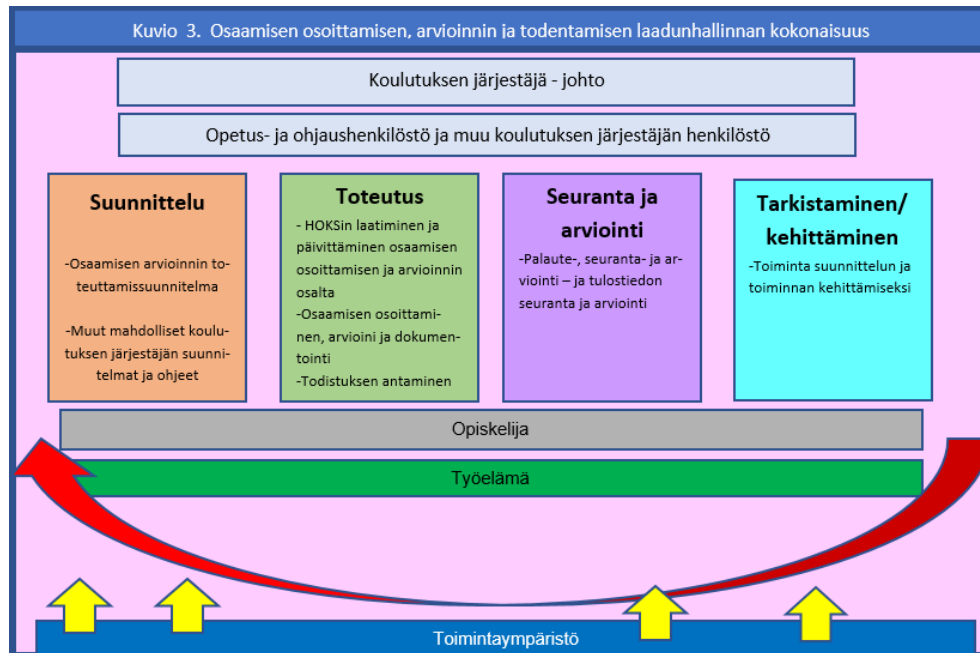 Kuvio 3. Osaamisen osoittamisen, arvioinnin ja todentamisen laadunhallinnan kokonaisuus
Koulutuksen järjestäjä - johto
Opetus- ja ohjaushenkilöstö ja muu koulutuksen järjestäjän henkilöstö
Suunnittelu
-Osaamisen arvioinnin to-
teuttamissuunnitelma
-Muut mahdolliset koulu-
tuksen järjestäjän suunni-
telmat ja ohjeet
Toteutus
- HOKSin laatiminen ja
päivittäminen osaamisen
osoittamisen ja arvioinnin
osalta
-Osaamisen osoittami-
nen, arvioini ja dokumen-
tointi
-Todistuksen antaminen
Seuranta ja
arviointi
-Palaute-, seuranta- ja ar-
viointi – ja tulostiedon
seuranta ja arviointi
Tarkistaminen/
kehittäminen
-Toiminta suunnittelun ja
toiminnan kehittämiseksi
Opiskelija
Työelämä
Toimintaympäristö